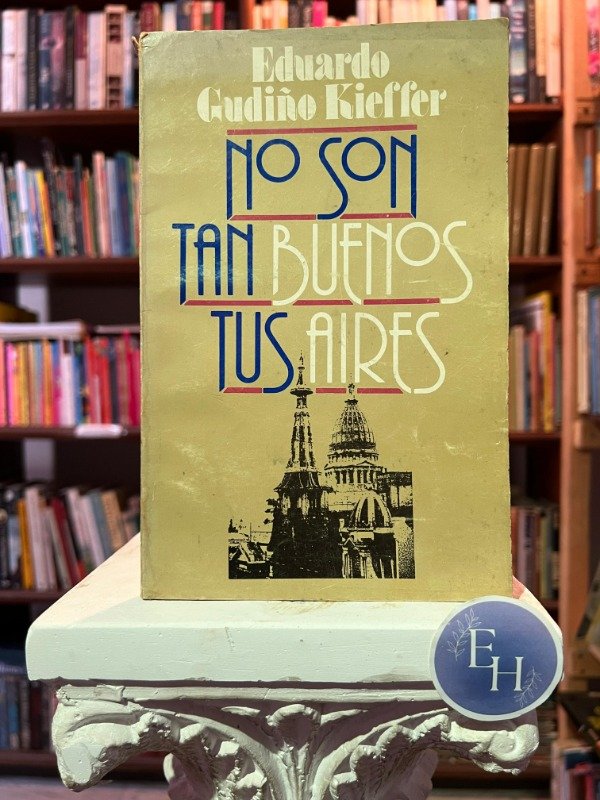 Eduardo
Gudiño Kieffer
NO SON
TAN BUENOS
TUS AIRES
EH